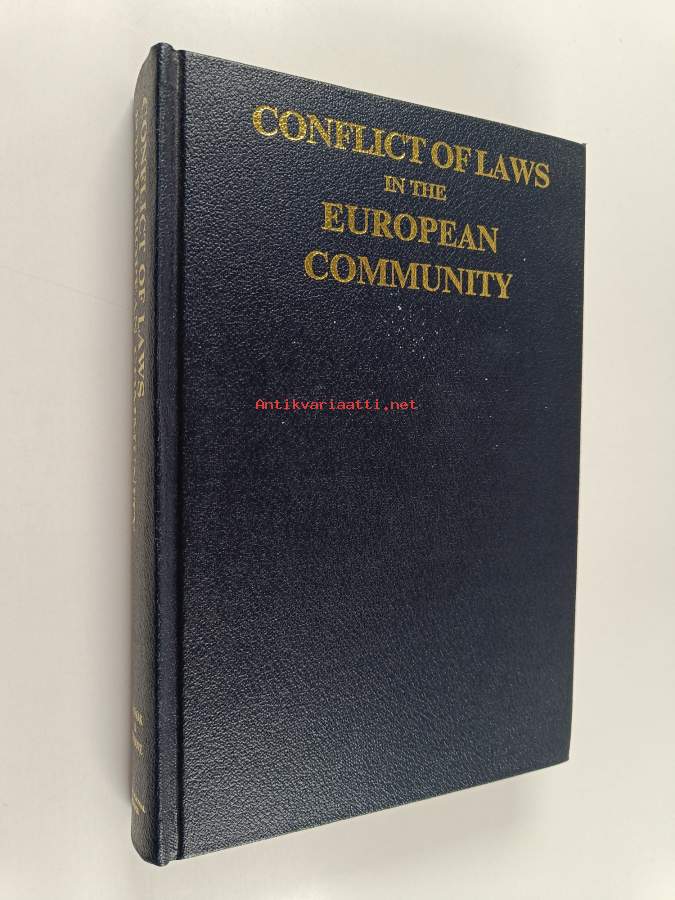 CONFLICT OF LAWS
IN THE
EUROPEAN
COMMUNITY
Antikvariaatti.net
CONFLICT OF LAWS